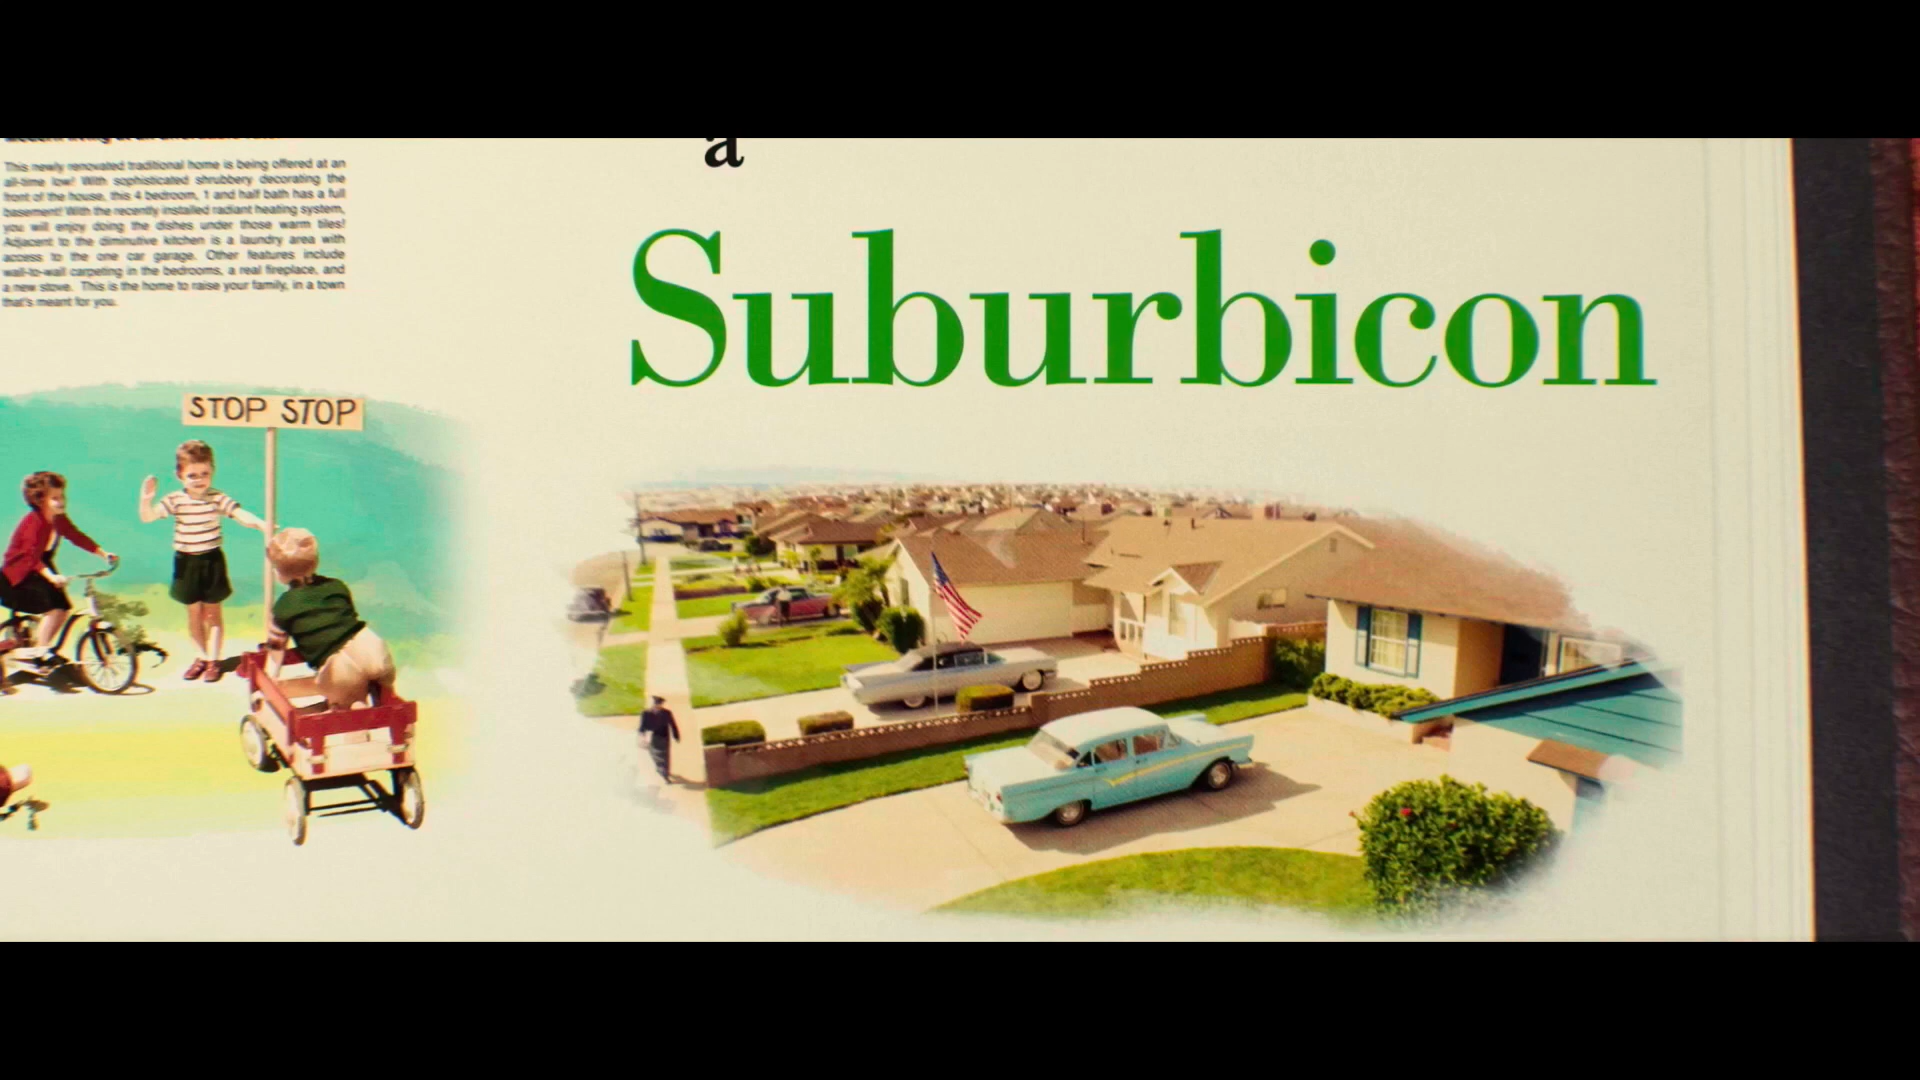 This newly renovated traditional home is being offered at an
all-time low! With sophisticated shrubbery decorating the
front of the house, this 4 bedroom, 1 and half bath has a full
basement! With the recently installed radiant heating system,
you will enjoy doing the dishes under those warm tiles!
Adjacent to the diminutive kitchen is a laundry area with
access to the one car garage. Other features include
wall-to-wall carpeting in the bedrooms, a real fireplace, and
a new stove. This is the home to raise your family, in a town
that's meant for you.
a
Suburbicon
STOP STOP